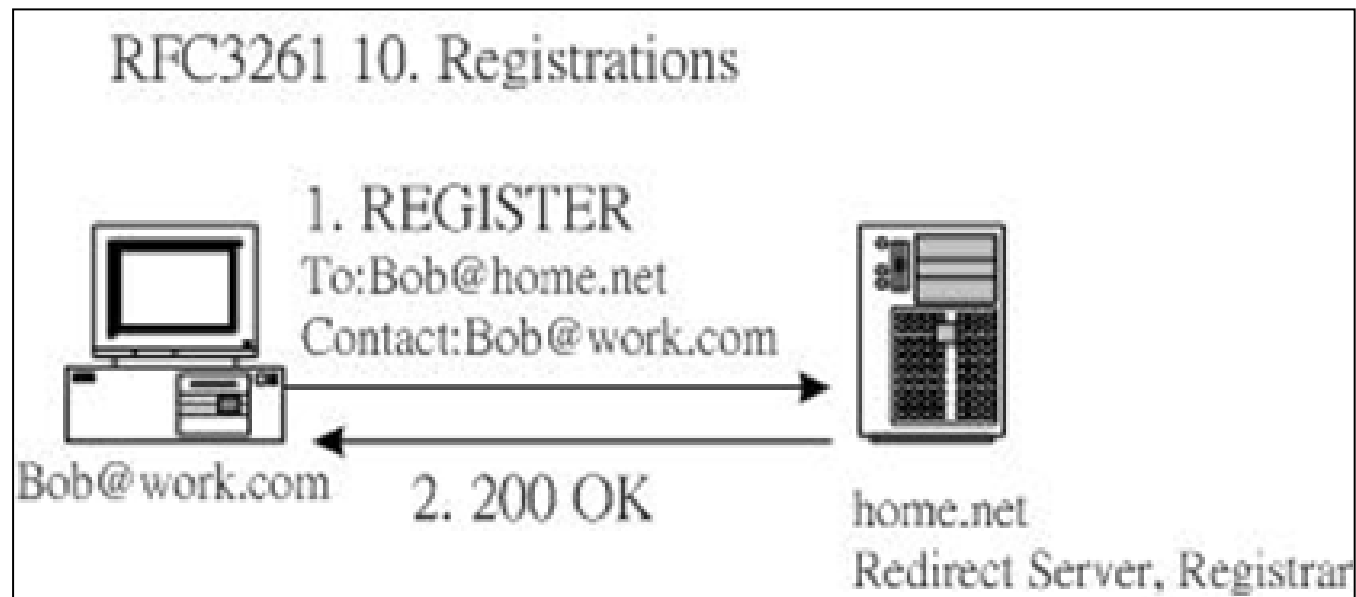 RFC3261 10. Registrations
1. REGISTER
To:Bob@home.net
Contact:Bob@work.com
Bob@work.com
2. 200 OK
home.net
Redirect Server, Registrar